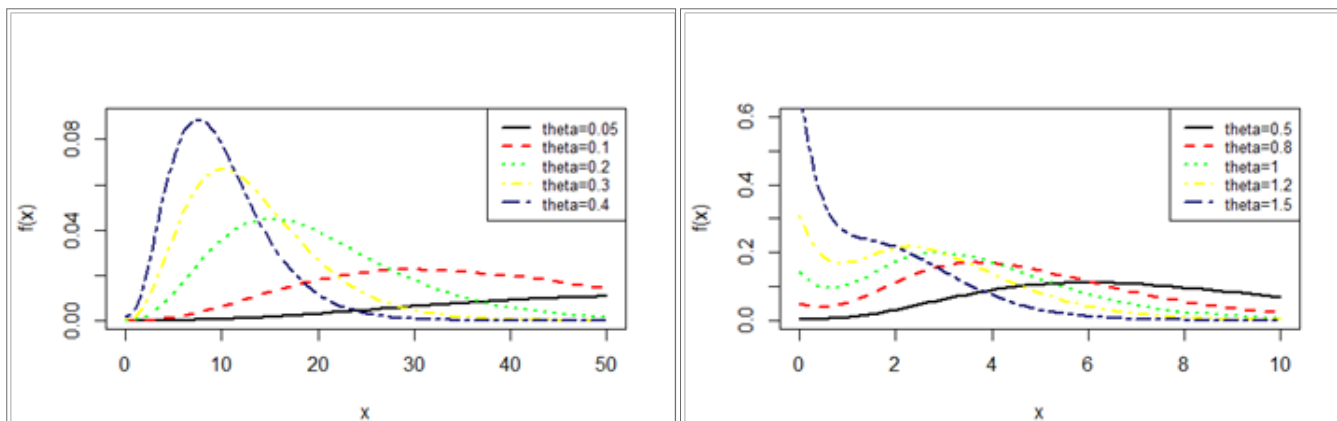 f(x)
0.00
0.04
0.08
0 10 20 30 40 50
x
theta=0.05
theta=0.1
theta=0.2
theta=0.3
theta=0.4
f(x)
0.0
0.2
0.4
0.6
0 2 4 6 8 10
x
theta=0.5
theta=0.8
theta=1
theta=1.2
theta=1.5